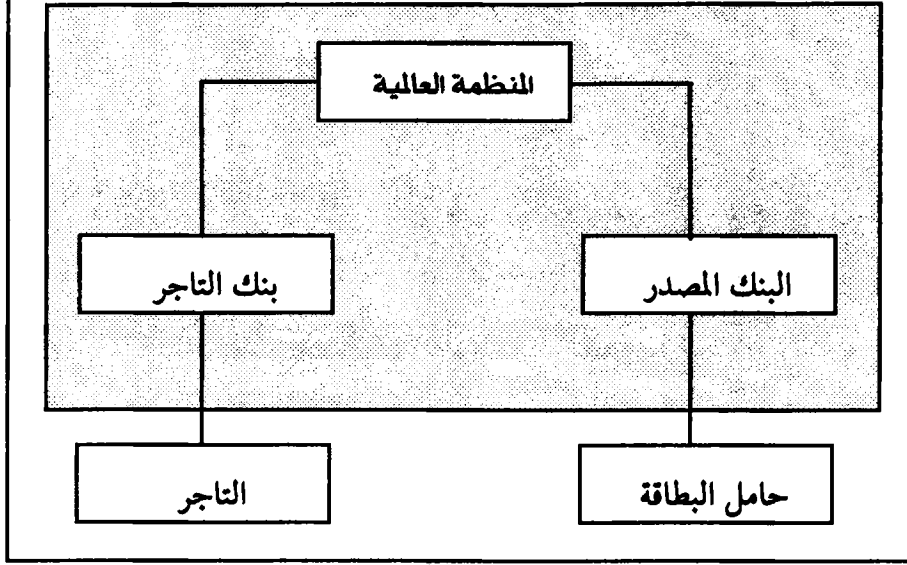 المنظمة العالمية
البنك المصدر
بنك التاجر
حامل البطاقة
التاجر